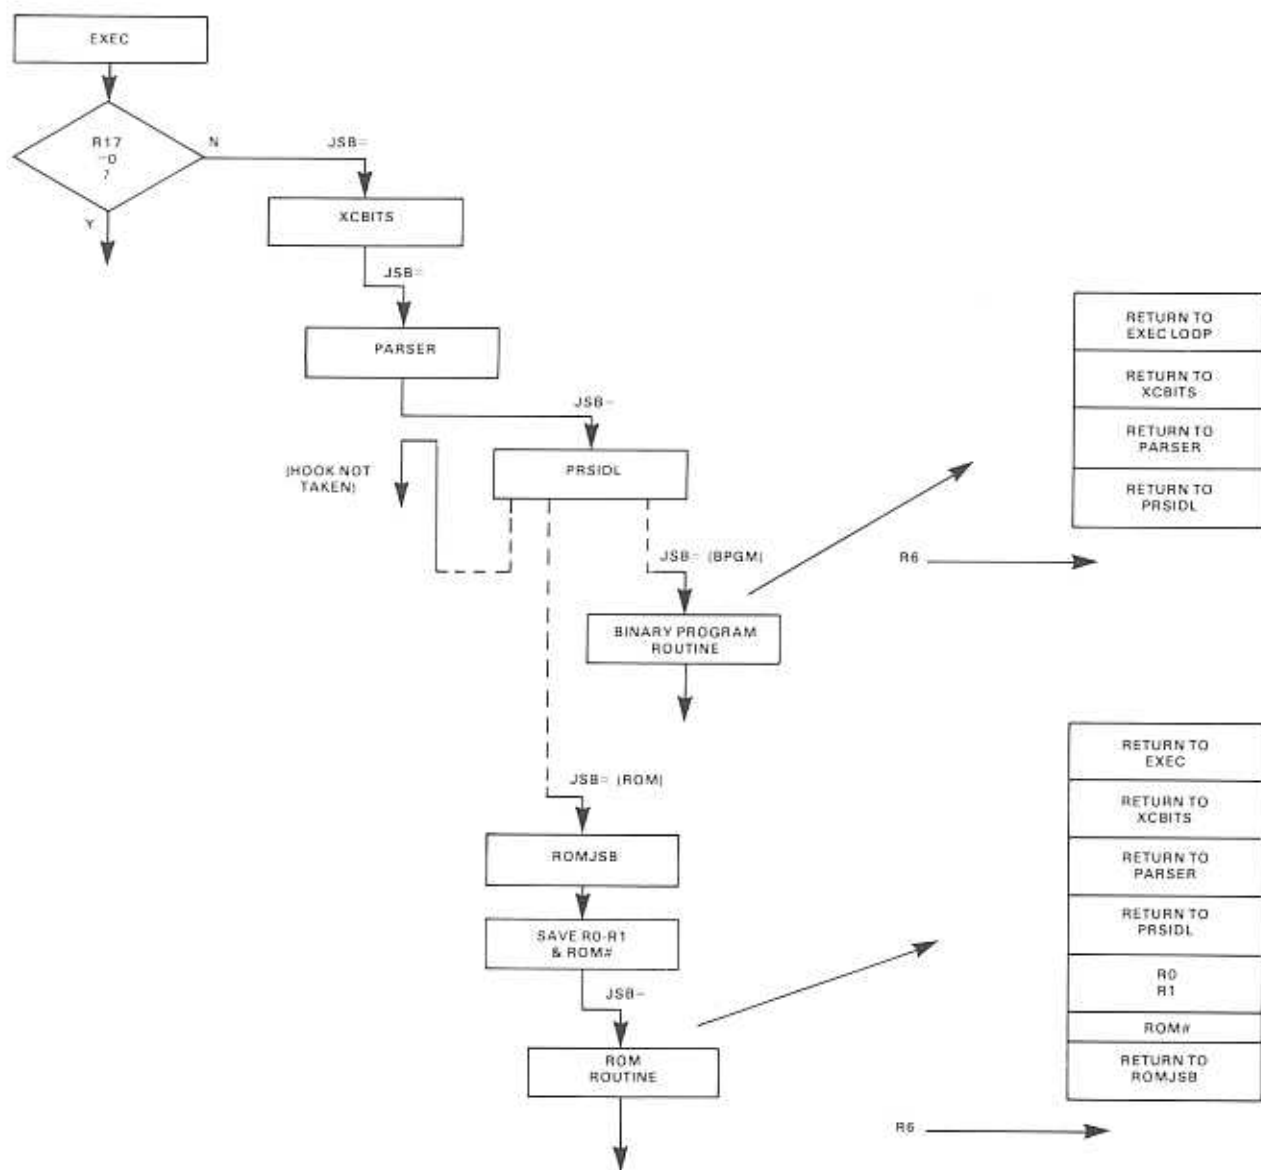 EXEC
R17
=0
?
N
Y
JSB=
XCBITS
JSB=
PARSER
JSB=
(HOOK NOT
TAKEN)
PRSIDL
JSB= (BPGM)
BINARY PROGRAM
ROUTINE
JSB= (ROM)
ROMJSB
SAVE R0-R1
& ROM#
JSB=
ROM
ROUTINE
RETURN TO
EXEC LOOP
RETURN TO
XCBITS
RETURN TO
PARSER
RETURN TO
PRSIDL
R6
RETURN TO
EXEC
RETURN TO
XCBITS
RETURN TO
PARSER
RETURN TO
PRSIDL
R0
R1
ROM#
RETURN TO
ROMJSB
R6